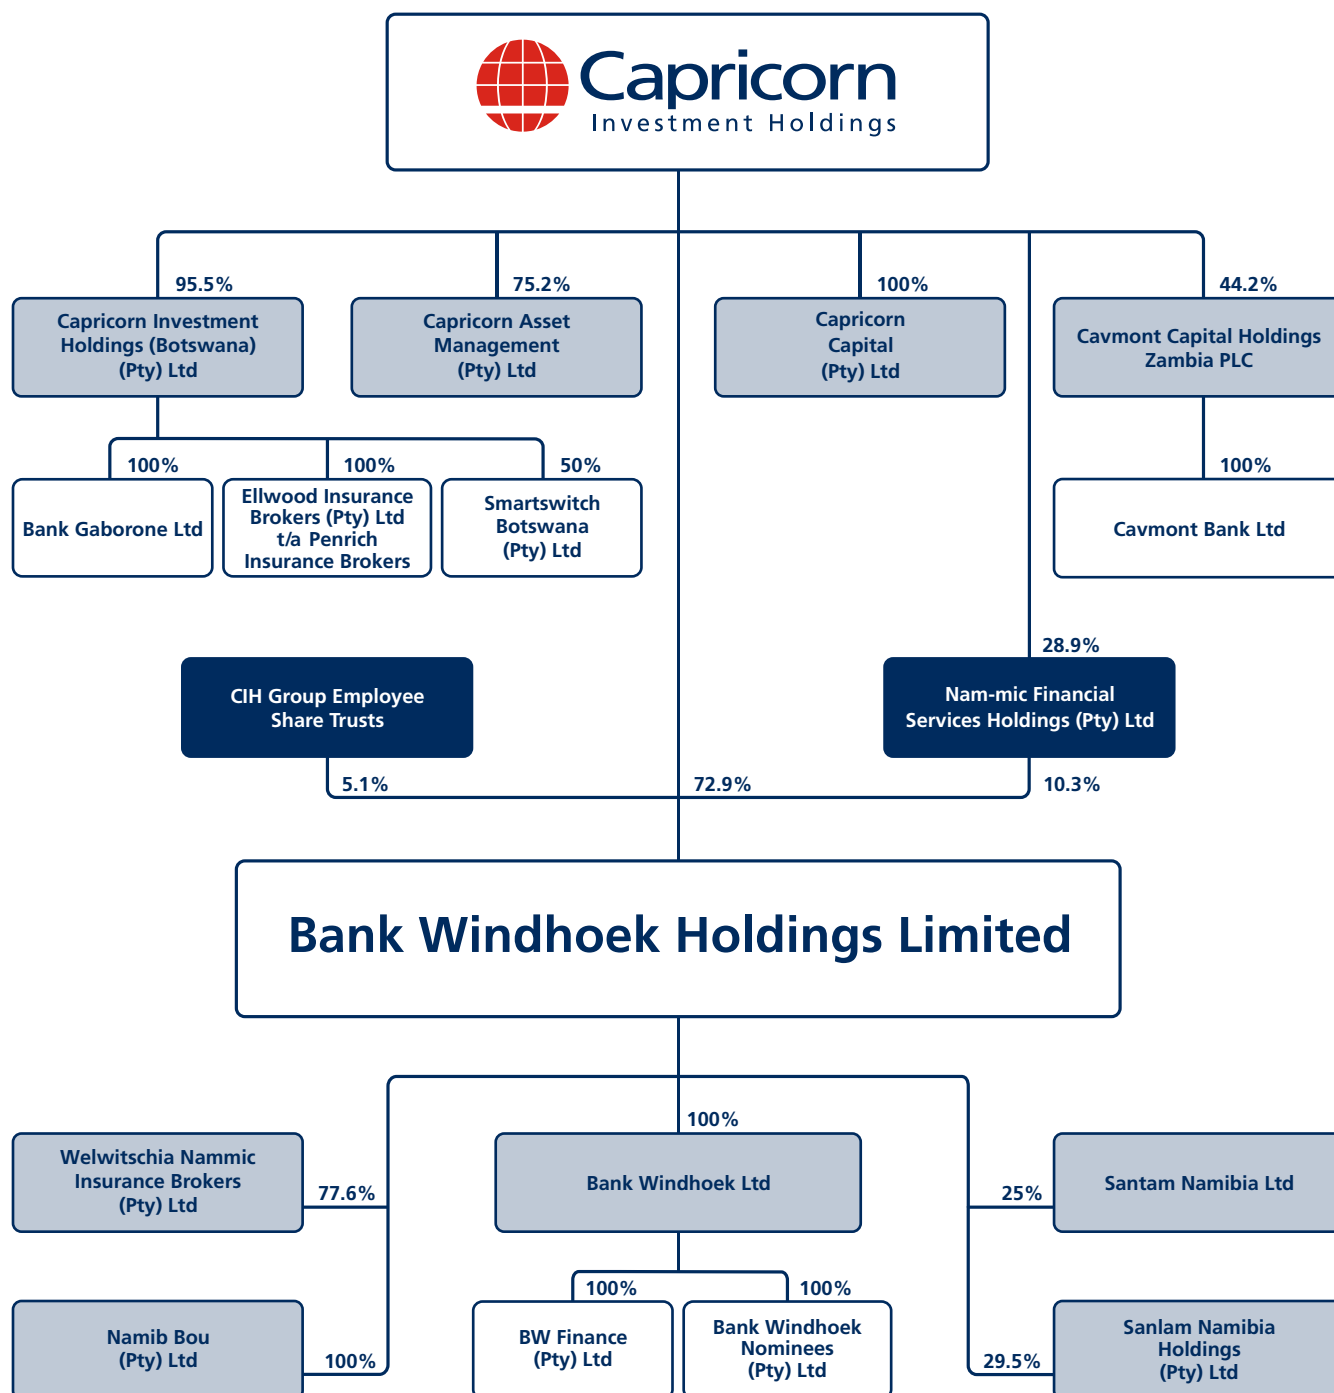 Capricorn
Investment Holdings
95.5%
75.2%
100%
44.2%
Capricorn Investment
Holdings (Botswana)
(Pty) Ltd
Capricorn Asset
Management
(Pty) Ltd
Capricorn
Capital
(Pty) Ltd
Cavmont Capital Holdings
Zambia PLC
100%
100%
50%
100%
Bank Gaborone Ltd
Ellwood Insurance
Brokers (Pty) Ltd
t/a Penrich
Insurance Brokers
Smartswitch
Botswana
(Pty) Ltd
Cavmont Bank Ltd
28.9%
CIH Group Employee
Share Trusts
Nam-mic Financial
Services Holdings (Pty) Ltd
5.1%
72.9%
10.3%
Bank Windhoek Holdings Limited
100%
Welwitschia Nammic
Insurance Brokers
(Pty) Ltd
77.6%
Bank Windhoek Ltd
25%
Santam Namibia Ltd
100%
100%
Namib Bou
(Pty) Ltd
100%
BW Finance
(Pty) Ltd
Bank Windhoek
Nominees
(Pty) Ltd
29.5%
Sanlam Namibia
Holdings
(Pty) Ltd